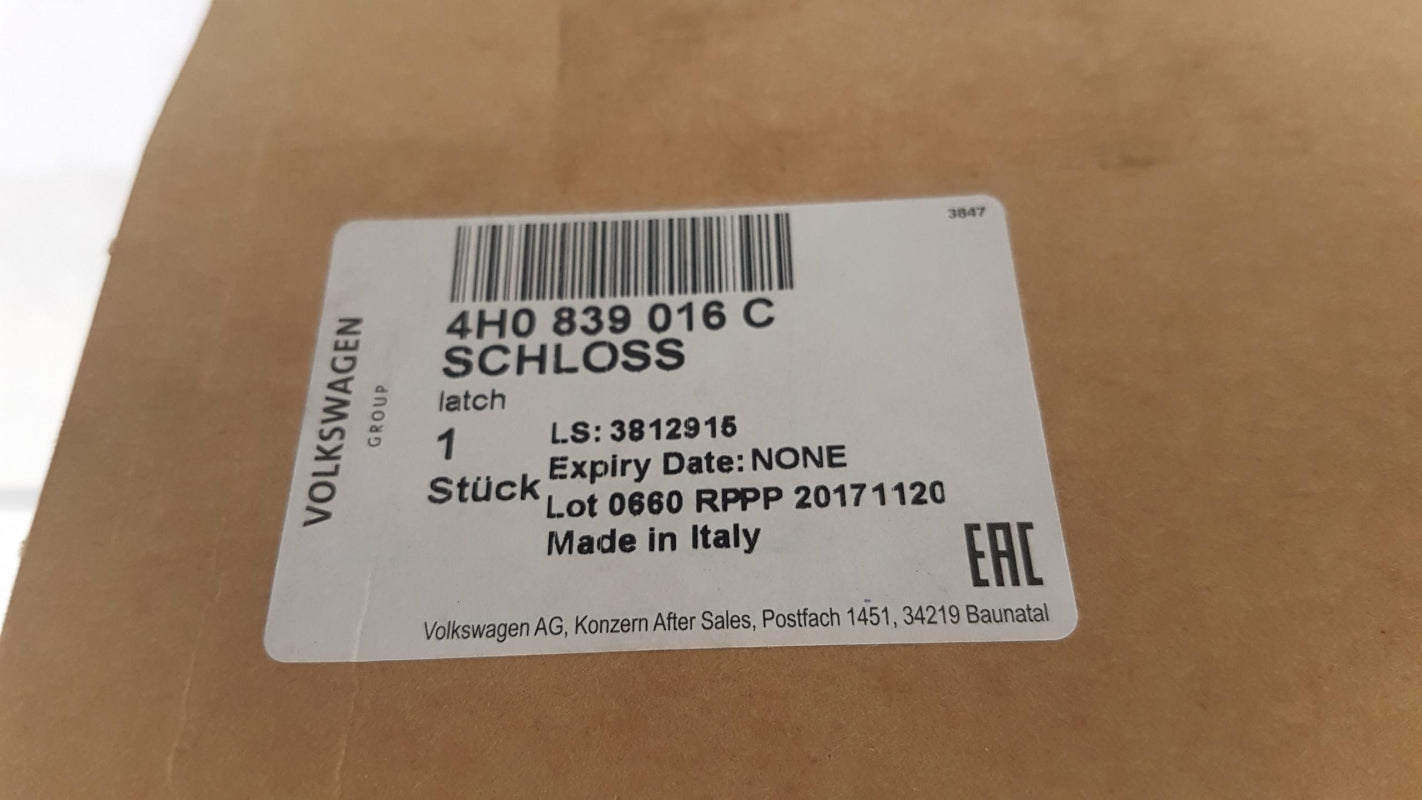 3847
4H0 839 016 C
SCHLOSS
latch
1
Stück
LS: 3812915
Expiry Date: NONE
Lot 0660 RPPP 20171120
Made in Italy
VOLKSWAGEN
GROUP
EAC
Volkswagen AG, Konzern After Sales, Postfach 1451, 34219 Baunatal